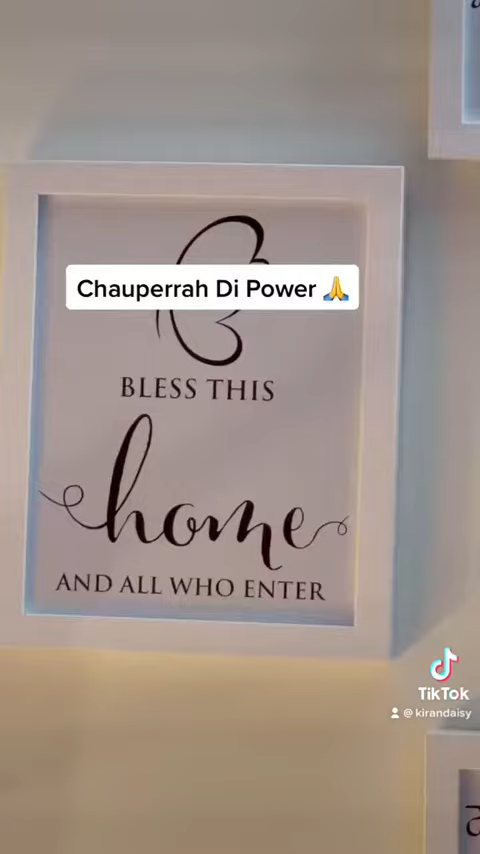 Chauperrah Di Power 🙏
BLESS THIS
home
AND ALL WHO ENTER
TikTok
@kirandaisy